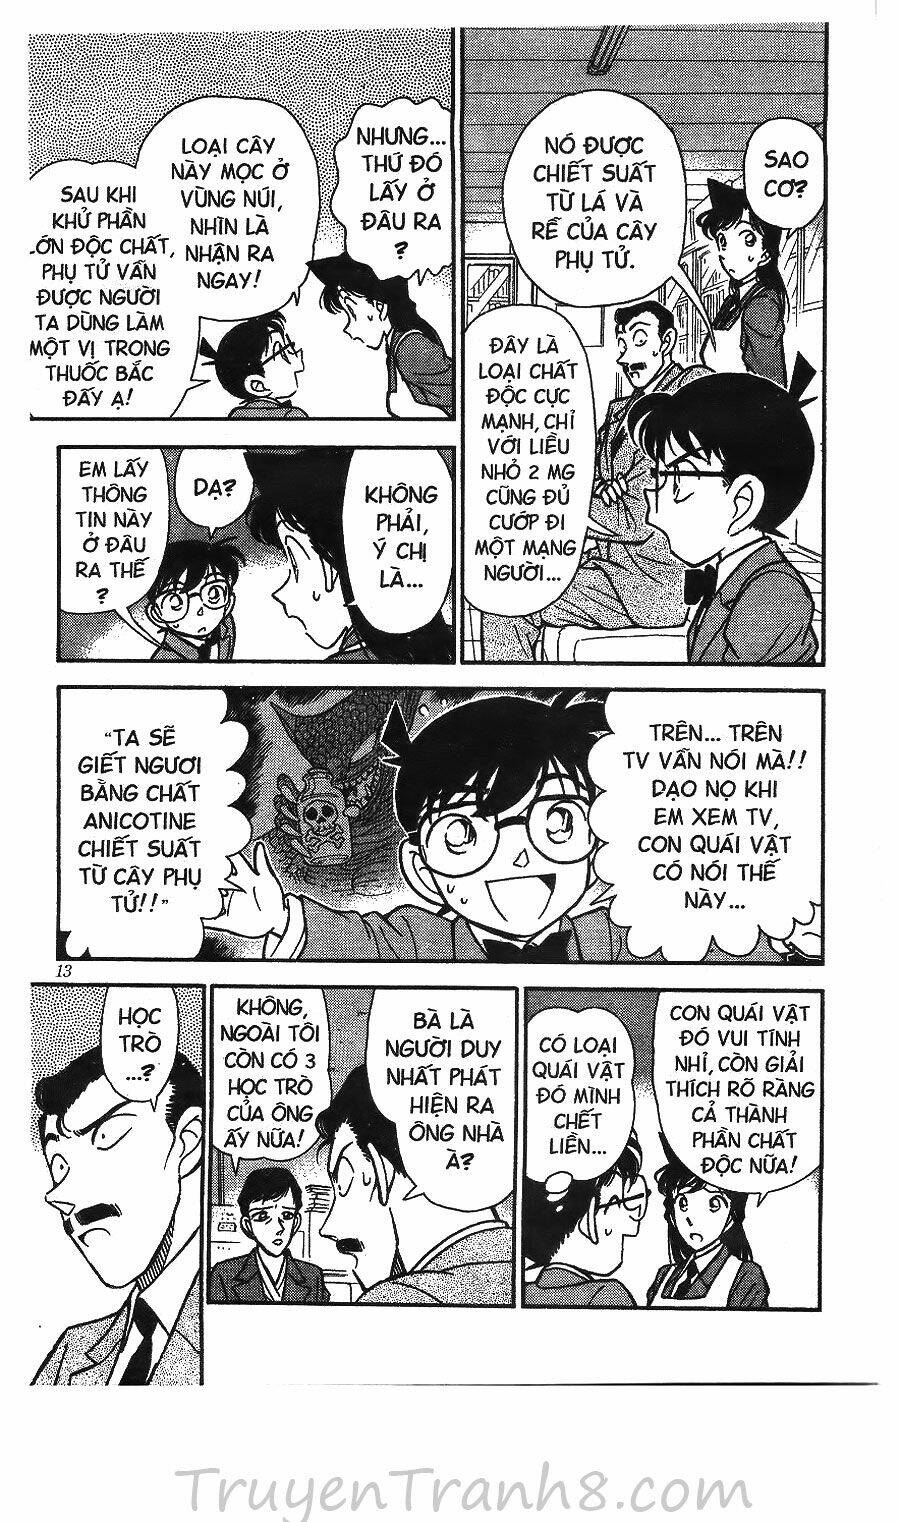 SAO
CƠ?
NÓ ĐƯỢC
CHIẾT SUẤT
TỪ LÁ VÀ
RỄ CỦA CÂY
PHỤ TỬ.
ĐÂY LÀ
LOẠI CHẤT
ĐỘC CỰC
MẠNH, CHỈ
VỚI LIỀU
NHỎ 2 MG
CŨNG ĐỦ
CƯỚP ĐI
MỘT MẠNG
NGƯỜI...
NHƯNG...
THỨ ĐÓ
LẤY Ở
ĐÂU RA
?
LOẠI CÂY
NÀY MỌC Ở
VÙNG NÚI,
NHÌN LÀ
NHẬN RA
NGAY!
SAU KHI
KHỬ PHẦN
LỚN ĐỘC CHẤT,
PHỤ TỬ VẪN
ĐƯỢC NGƯỜI
TA DÙNG LÀM
MỘT VỊ TRONG
THUỐC BẮC
ĐẤY Ạ!
KHÔNG
PHẢI,
Ý CHỊ
LÀ...
DẠ?
EM LẤY
THÔNG
TIN NÀY
Ở ĐÂU
RA THẾ
?
TRÊN... TRÊN
TV VẪN NÓI MÀ!!
DẠO NỌ KHI
EM XEM TV,
CON QUÁI VẬT
CÓ NÓI THẾ
NÀY...
"TA SẼ
GIẾT NGƯƠI
BẰNG CHẤT
ANICOTINE
CHIẾT SUẤT
TỪ CÂY PHỤ
TỬ!!"
13
CON QUÁI VẬT
ĐÓ VUI TÍNH
NHỈ, CÒN GIẢI
THÍCH RÕ RÀNG
CẢ THÀNH
PHẦN CHẤT
ĐỘC NỮA!
CÓ LOẠI
QUÁI VẬT
ĐÓ MÌNH
CHẾT
LIỀN...
BÀ LÀ
NGƯỜI DUY
NHẤT PHÁT
HIỆN RA
ÔNG NHÀ
À?
KHÔNG,
NGOÀI TÔI
CÒN CÓ 3
HỌC TRÒ
CỦA ÔNG
ẤY NỮA!
HỌC
TRÒ
...?
TruyenTranh8.com